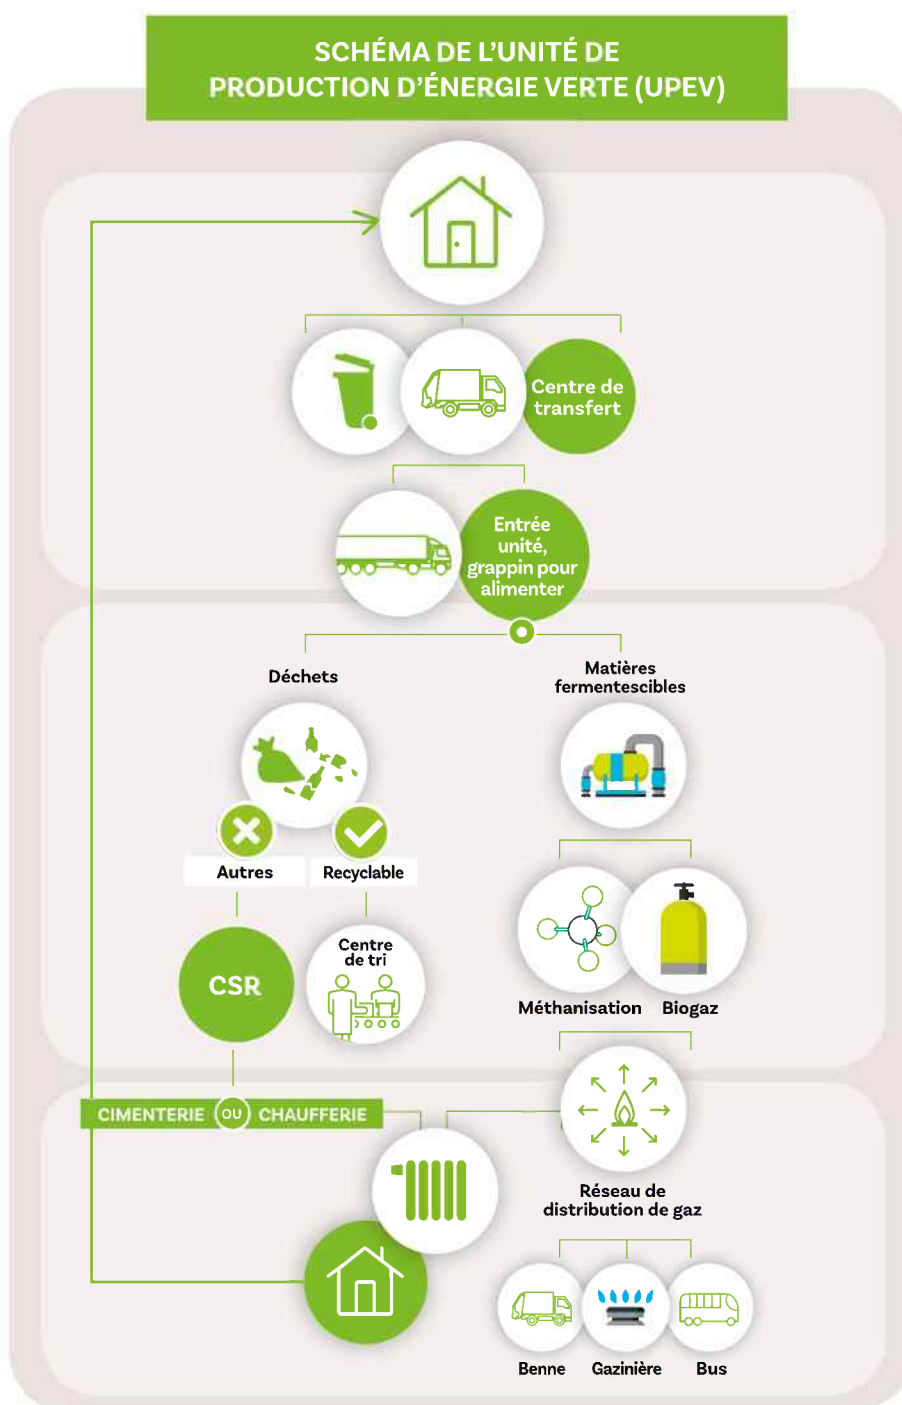 SCHÉMA DE L'UNITÉ DE
PRODUCTION D'ÉNERGIE VERTE (UPEV)
Centre de
transfert
Entrée
unité,
grappin pour
alimenter
Déchets
Matières
fermentescibles
Autres
Recyclable
CSR
Centre
de tri
Méthanisation
Biogaz
CIMENTERIE OU CHAUFFERIE
Réseau de
distribution de gaz
Benne
Gazinière
Bus